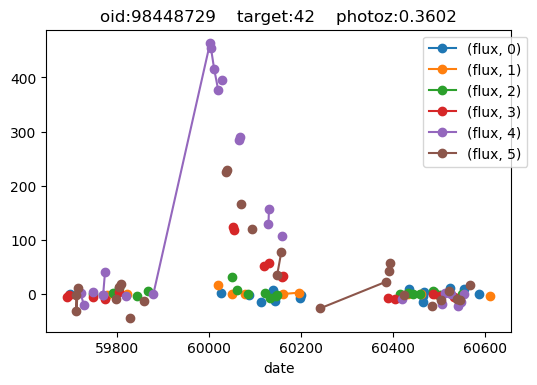 oid:98448729 target:42 photoz:0.3602
400
300
200
100
0
59800
60000
60200
60400
60600
date
(flux, 0)
(flux, 1)
(flux, 2)
(flux, 3)
(flux, 4)
(flux, 5)